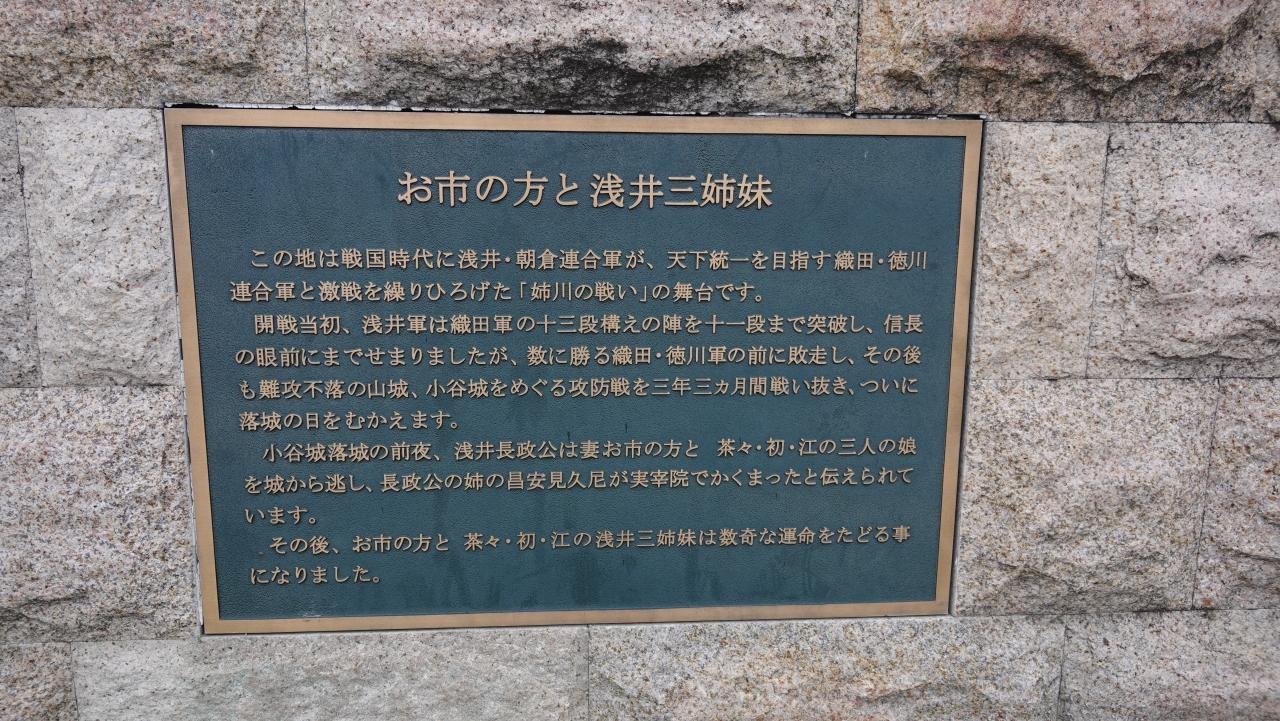 お市の方と浅井三姉妹
この地は戦国時代に浅井・朝倉連合軍が、天下統一を目指す織田・徳川
連合軍と激戦を繰りひろげた「姉川の戦い」の舞台です。
開戦当初、浅井軍は織田軍の十三段構えの陣を十一段まで突破し、信長
の眼前にまでせまりましたが、数に勝る織田・徳川軍の前に敗走し、その後
も難攻不落の山城、小谷城をめぐる攻防戦を三年三ヵ月間戦い抜き、ついに
落城の日をむかえます。
小谷城落城の前夜、浅井長政公は妻お市の方と 茶々・初・江の三人の娘
を城から逃し、長政公の姉の昌安見久尼が実宰院でかくまったと伝えられて
います。
その後、お市の方と 茶々・初・江の浅井三姉妹は数奇な運命をたどる事
になりました。